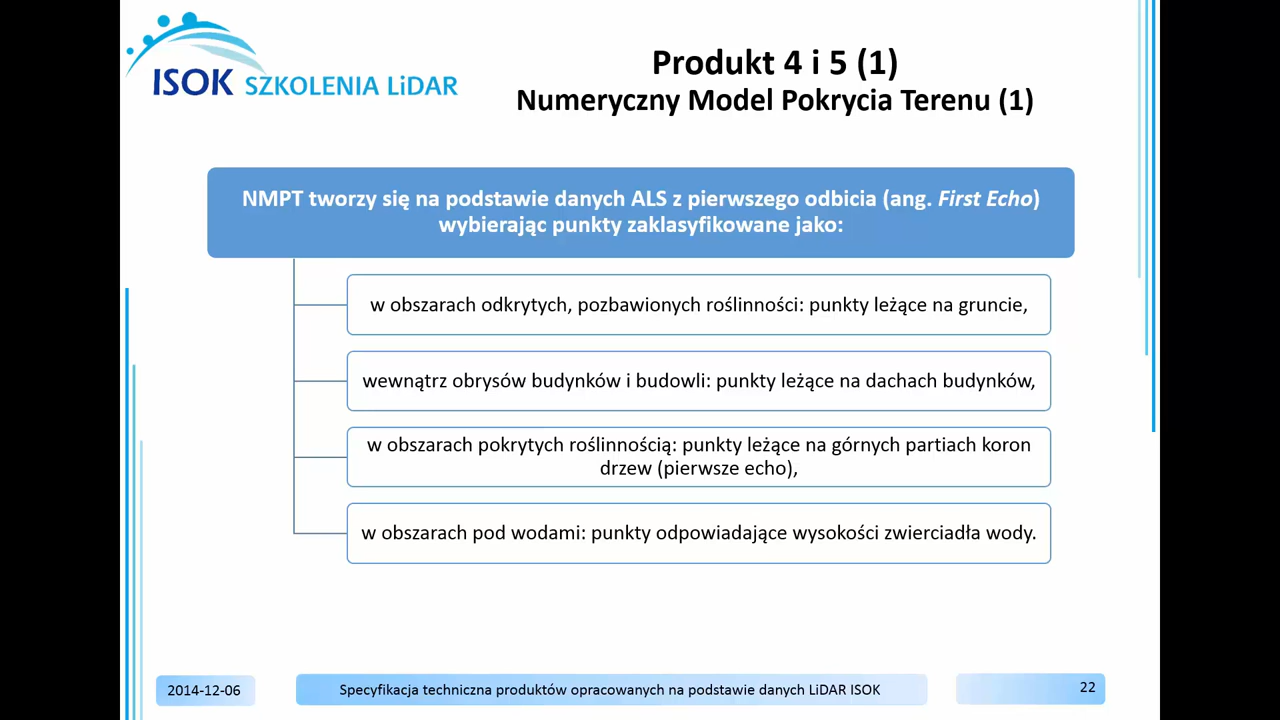 ISOK SZKOLENIA LiDAR
Produkt 4 i 5 (1)
Numeryczny Model Pokrycia Terenu (1)
NMPT tworzy się na podstawie danych ALS z pierwszego odbicia (ang. First Echo)
wybierając punkty zaklasyfikowane jako:
w obszarach odkrytych, pozbawionych roślinności: punkty leżące na gruncie,
wewnątrz obrysów budynków i budowli: punkty leżące na dachach budynków,
w obszarach pokrytych roślinnością: punkty leżące na górnych partiach koron
drzew (pierwsze echo),
w obszarach pod wodami: punkty odpowiadające wysokości zwierciadła wody.
2014-12-06
Specyfikacja techniczna produktów opracowanych na podstawie danych LiDAR ISOK
22